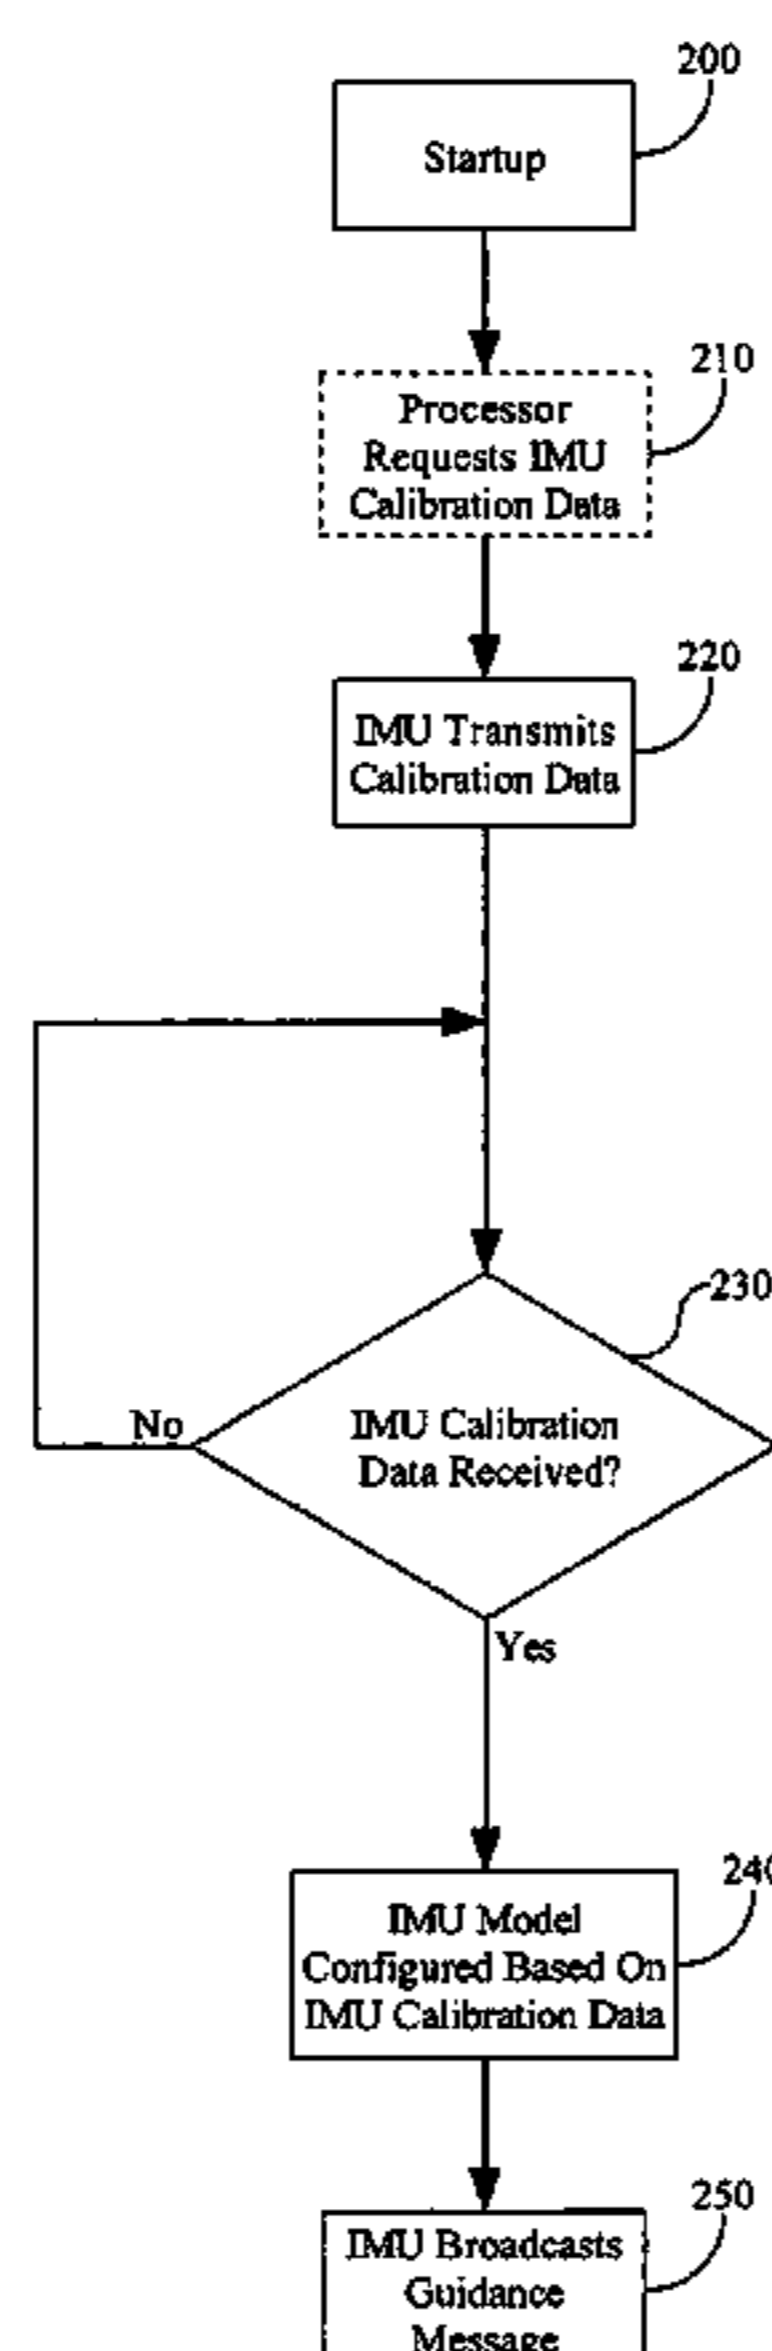 200
Startup
210
Processor
Requests IMU
Calibration Data
220
IMU Transmits
Calibration Data
230
No
IMU Calibration
Data Received?
Yes
240
IMU Model
Configured Based On
IMU Calibration Data
250
IMU Broadcasts
Guidance
Message